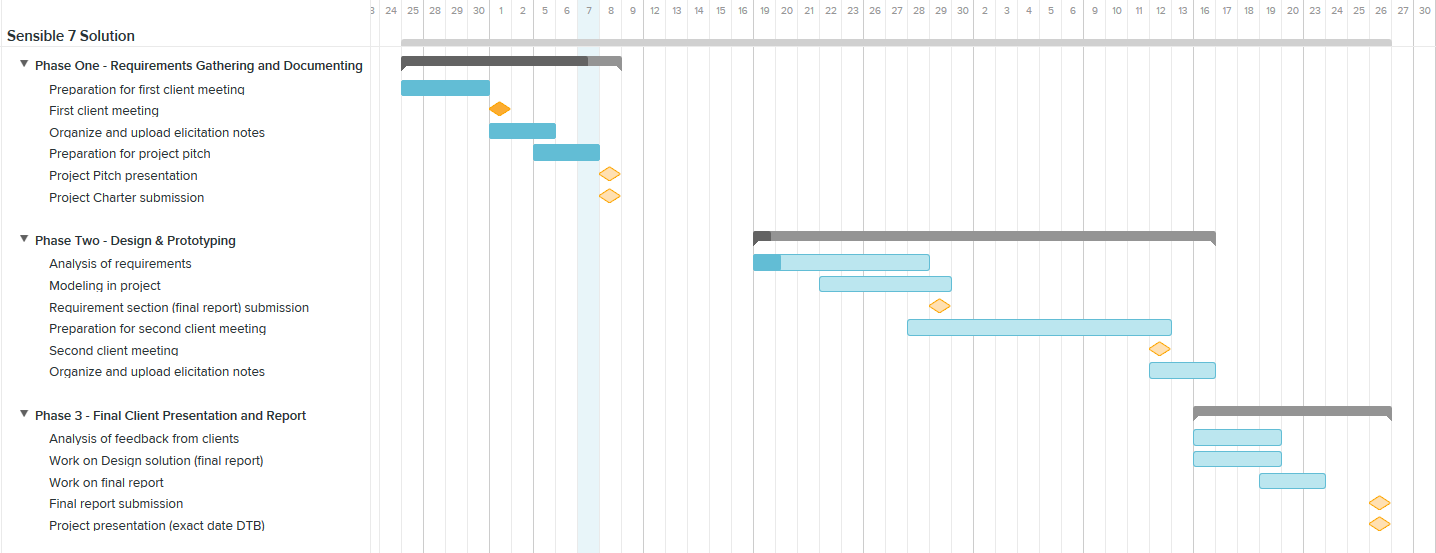 3 24 25 28 29 30 1 2 5 6 7 8 9 12 13 14 15 16 19 20 21 22 23 26 27 28 29 30 2 3 4 5 6 9 10 11 12 13 16 17 18 19 20 23 24 25 26 27 30
Sensible 7 Solution
Phase One - Requirements Gathering and Documenting
Preparation for first client meeting
First client meeting
Organize and upload elicitation notes
Preparation for project pitch
Project Pitch presentation
Project Charter submission
Phase Two - Design & Prototyping
Analysis of requirements
Modeling in project
Requirement section (final report) submission
Preparation for second client meeting
Second client meeting
Organize and upload elicitation notes
Phase 3 - Final Client Presentation and Report
Analysis of feedback from clients
Work on Design solution (final report)
Work on final report
Final report submission
Project presentation (exact date DTB)